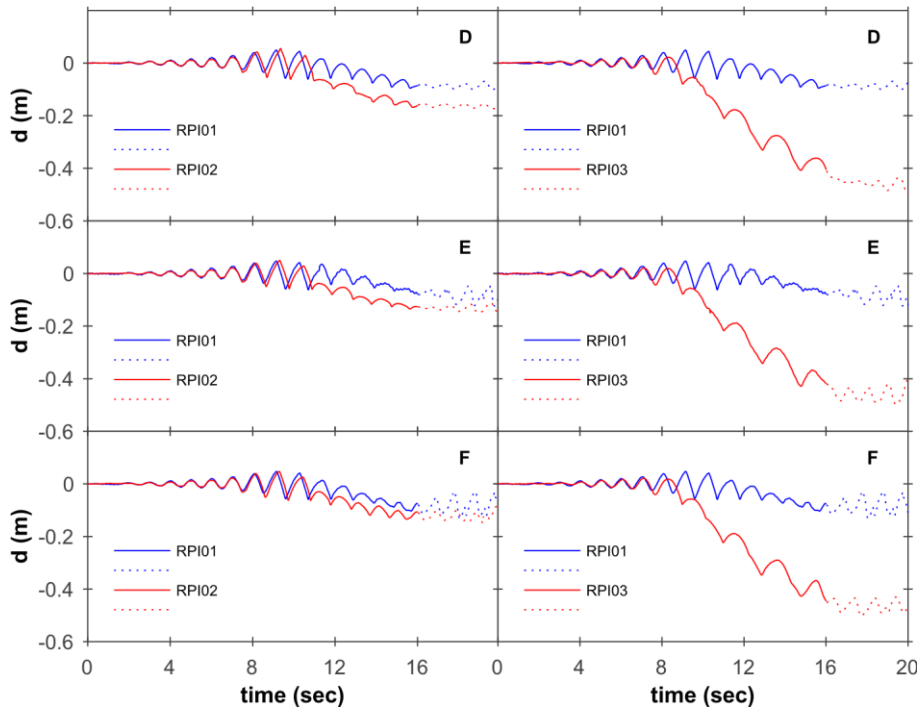 D
0
-0.2
-0.4
-0.6
d (m)
RPI01
RPI02
D
RPI01
RPI03
E
0
-0.2
-0.4
-0.6
d (m)
RPI01
RPI02
E
RPI01
RPI03
F
0
-0.2
-0.4
-0.6
d (m)
RPI01
RPI02
F
RPI01
RPI03
0 4 8 12 16 0 4 8 12 16 20
time (sec) time (sec)